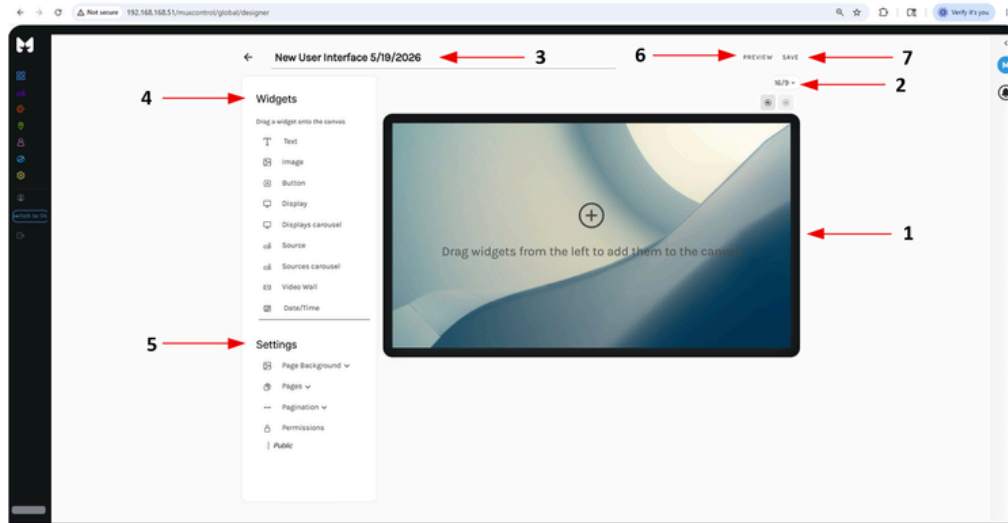 Not secure 192.168.168.51/muxcontrol/global/designer
Verify it's you
New User Interface 5/19/2026
3
6
PREVIEW SAVE
7
16/9
2
4
Widgets
Drag a widget onto the canvas
Text
Image
Button
Display
Displays carousel
Source
Sources carousel
Video Wall
Date/Time
Drag widgets from the left to add them to the canvas
1
5
Settings
Page Background
Pages
Pagination
Permissions
Public